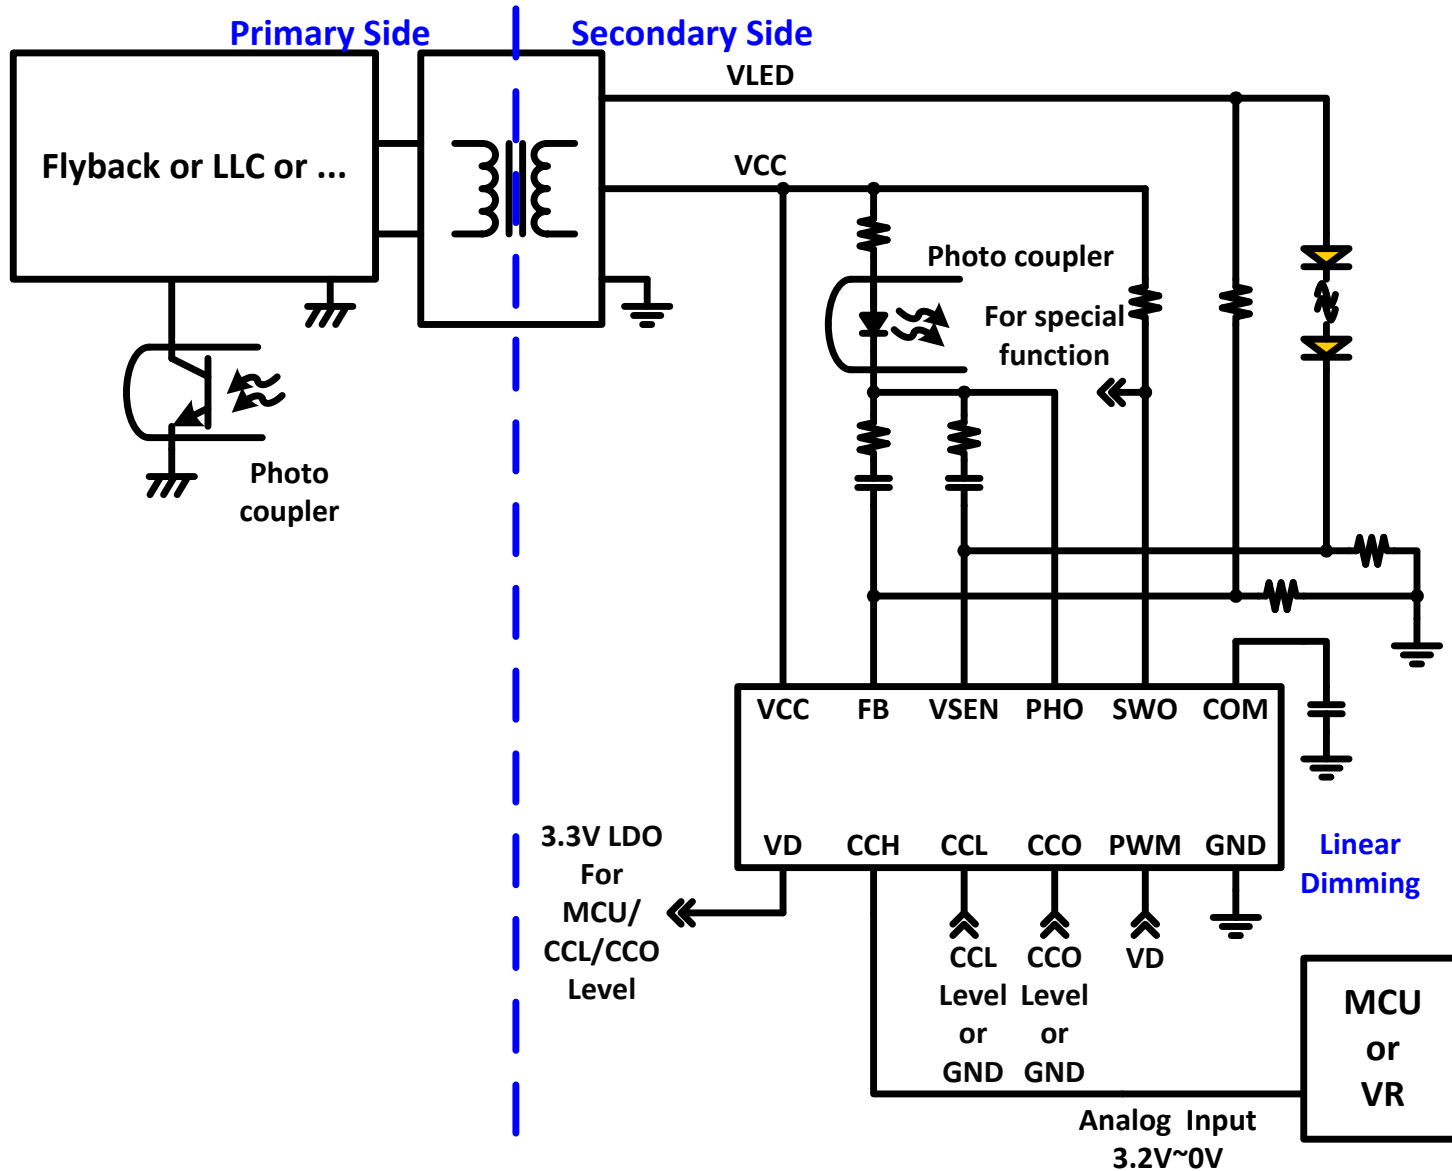 Primary Side
Secondary Side
VLED
Flyback or LLC or ...
VCC
Photo coupler
For special
function
Photo
coupler
VCC FB VSEN PHO SWO COM
VD CCH CCL CCO PWM GND
3.3V LDO
For
MCU/
CCL/CCO
Level
Linear
Dimming
CCL
Level
or
GND
CCO
Level
or
GND
VD
MCU
or
VR
Analog Input
3.2V~0V